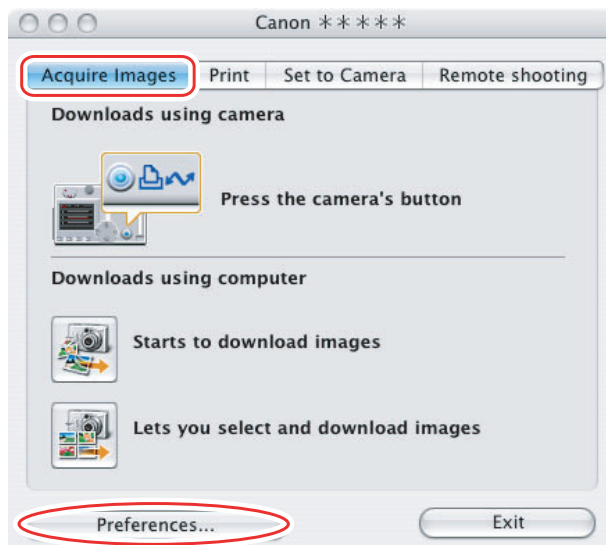 Canon ＊＊＊＊＊
Acquire Images Print Set to Camera Remote shooting
Downloads using camera
Press the camera's button
Downloads using computer
Starts to download images
Lets you select and download images
Preferences... Exit